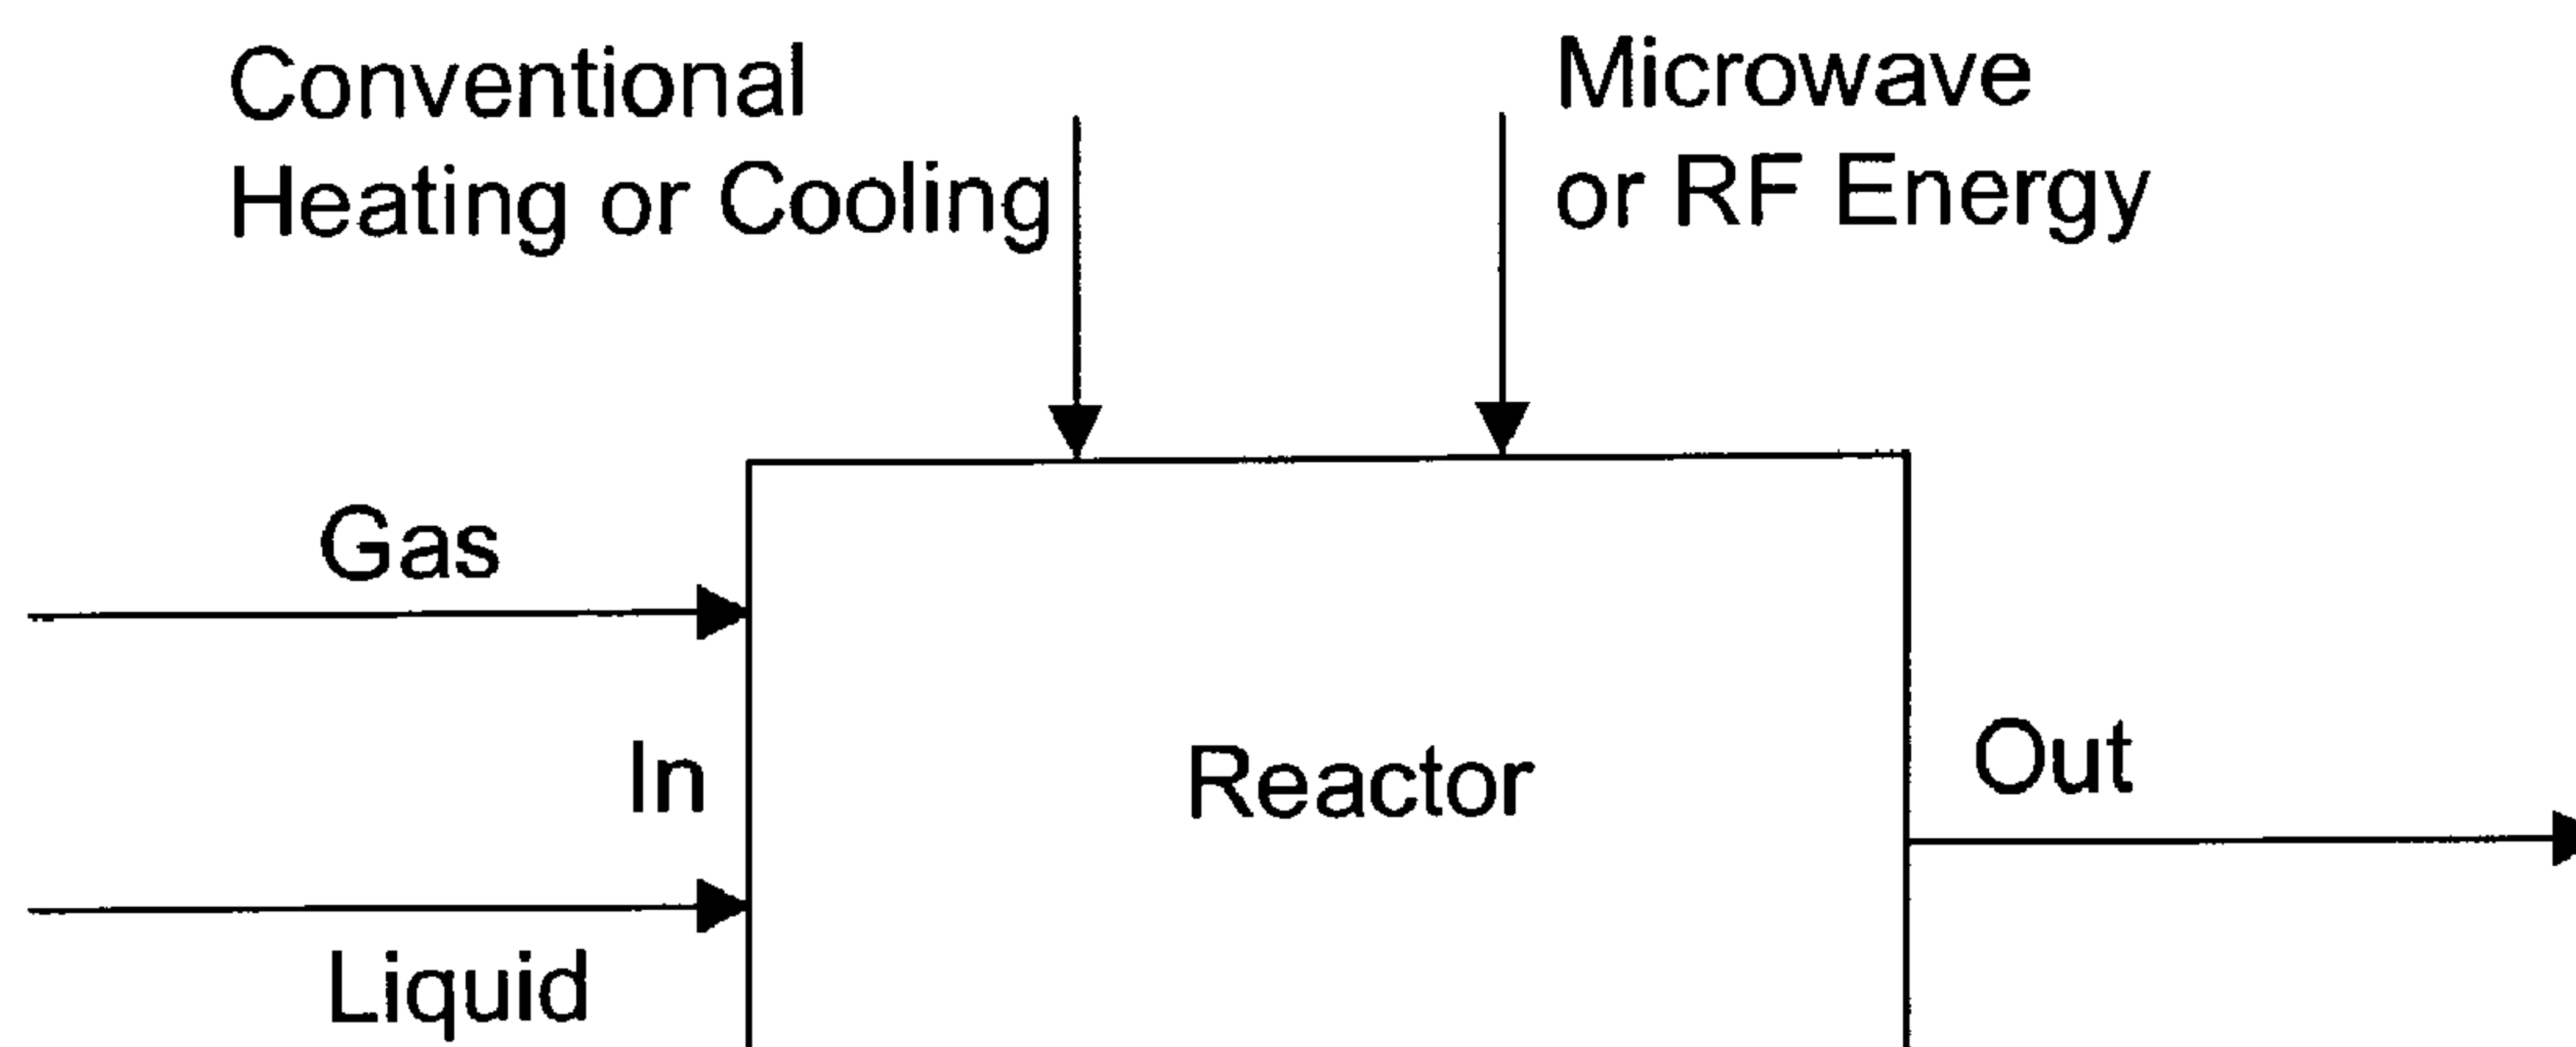 Conventional
Heating or Cooling
Microwave
or RF Energy
Gas
In
Reactor
Out
Liquid